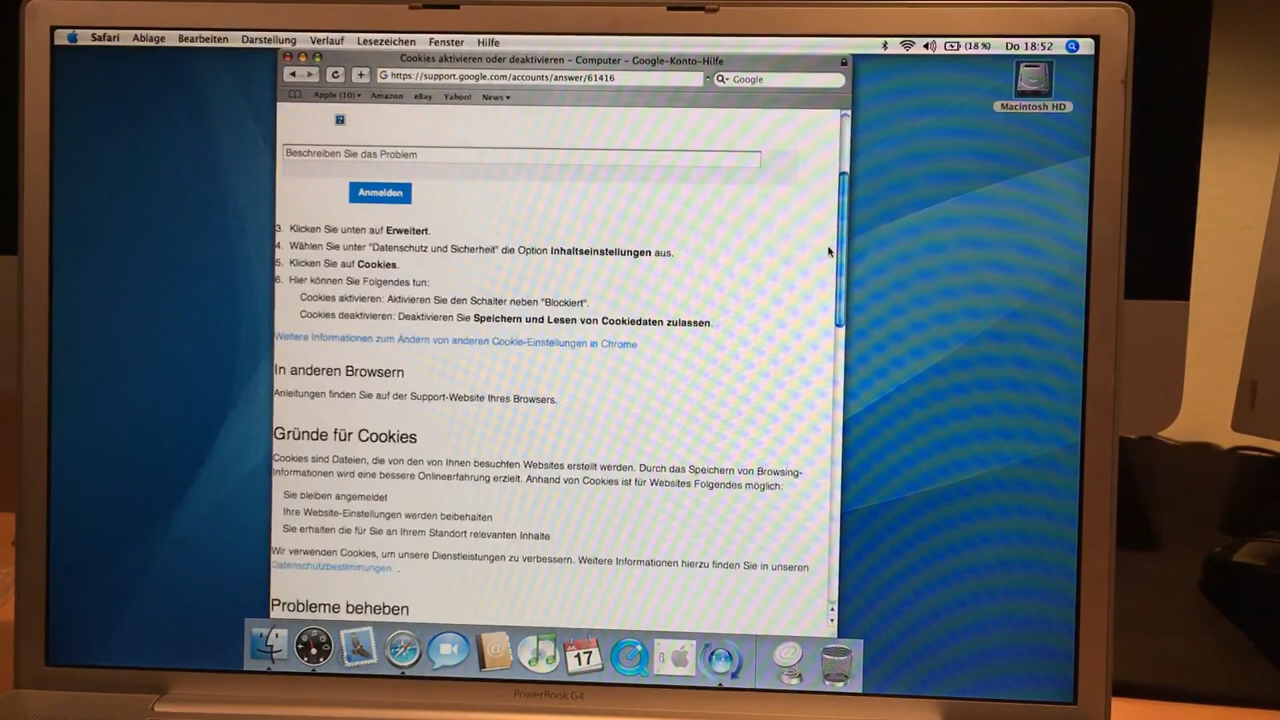 Safari Ablage Bearbeiten Darstellung Verlauf Lesezeichen Fenster Hilfe (18 %) Do 18:52
Cookies aktivieren oder deaktivieren – Computer – Google-Konto-Hilfe
https://support.google.com/accounts/answer/61416 Google
Apple (10) Amazon eBay Yahoo! News
Macintosh HD
Beschreiben Sie das Problem
Anmelden
3. Klicken Sie unten auf Erweitert.
4. Wählen Sie unter "Datenschutz und Sicherheit" die Option Inhaltseinstellungen aus.
5. Klicken Sie auf Cookies.
6. Hier können Sie Folgendes tun:
Cookies aktivieren: Aktivieren Sie den Schalter neben "Blockiert".
Cookies deaktivieren: Deaktivieren Sie Speichern und Lesen von Cookiedaten zulassen.
Weitere Informationen zum Ändern von anderen Cookie-Einstellungen in Chrome
In anderen Browsern
Anleitungen finden Sie auf der Support-Website Ihres Browsers.
Gründe für Cookies
Cookies sind Dateien, die von den von Ihnen besuchten Websites erstellt werden. Durch das Speichern von Browsing-
Informationen wird eine bessere Onlineerfahrung erzielt. Anhand von Cookies ist für Websites Folgendes möglich:
Sie bleiben angemeldet
Ihre Website-Einstellungen werden beibehalten
Sie erhalten die für Sie an Ihrem Standort relevanten Inhalte
Wir verwenden Cookies, um unsere Dienstleistungen zu verbessern. Weitere Informationen hierzu finden Sie in unseren
Datenschutzbestimmungen .
Probleme beheben
JUL
17
PowerBook G4